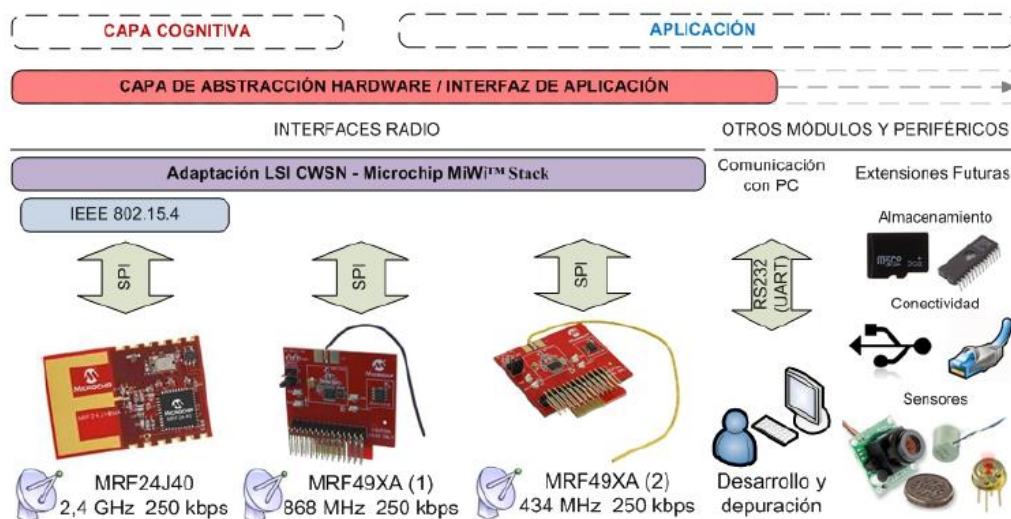 CAPA COGNITIVA
APLICACIÓN
CAPA DE ABSTRACCIÓN HARDWARE / INTERFAZ DE APLICACIÓN
INTERFACES RADIO
OTROS MÓDULOS Y PERIFÉRICOS
Adaptación LSI CWSN - Microchip MiWi™ Stack
Comunicación
con PC
Extensiones Futuras
IEEE 802.15.4
Almacenamiento
SPI
SPI
SPI
RS232
(UART)
Conectividad
Sensores
MICROCHIP
MRF24J40
2,4 GHz 250 kbps
MRF49XA (1)
868 MHz 250 kbps
MRF49XA (2)
434 MHz 250 kbps
Desarrollo y
depuración